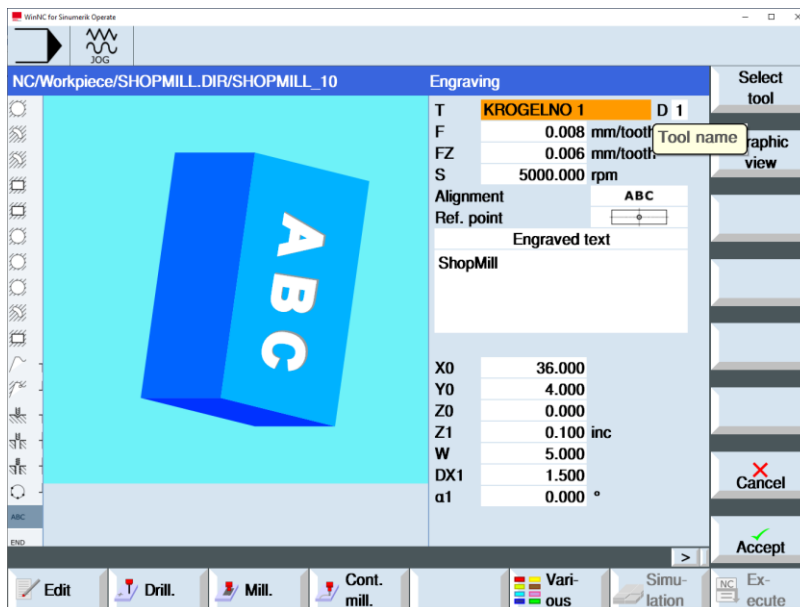 WinNC for Sinumerik Operate
JOG
NC/Workpiece/SHOPMILL.DIR/SHOPMILL_10
Engraving
Select
tool
T KROGELNO 1 D 1
F 0.008 mm/tooth
Tool name
raphic
view
FZ 0.006 mm/tooth
S 5000.000 rpm
Alignment ABC
Ref. point
Engraved text
ShopMill
A B C
X0 36.000
Y0 4.000
Z0 0.000
Z1 0.100 inc
W 5.000
DX1 1.500
α1 0.000 °
Cancel
ABC
END
Accept
>
Edit
Drill.
Mill.
Cont.
mill.
Vari-
ous
Simu-
lation
NC
Ex-
ecute